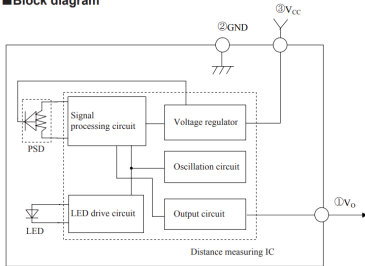 ■Block diagram
③VCC
②GND
Signal processing circuit
Voltage regulator
PSD
Oscillation circuit
①VO
LED drive circuit
Output circuit
LED
Distance measuring IC